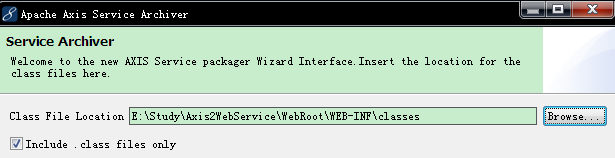 Apache Axis Service Archiver
Service Archiver
Welcome to the new AXIS Service packager Wizard Interface.Insert the location for the
class files here.
Class File Location E:\Study\Axis2WebService\WebRoot\WEB-INF\classes Browse...
Include .class files only